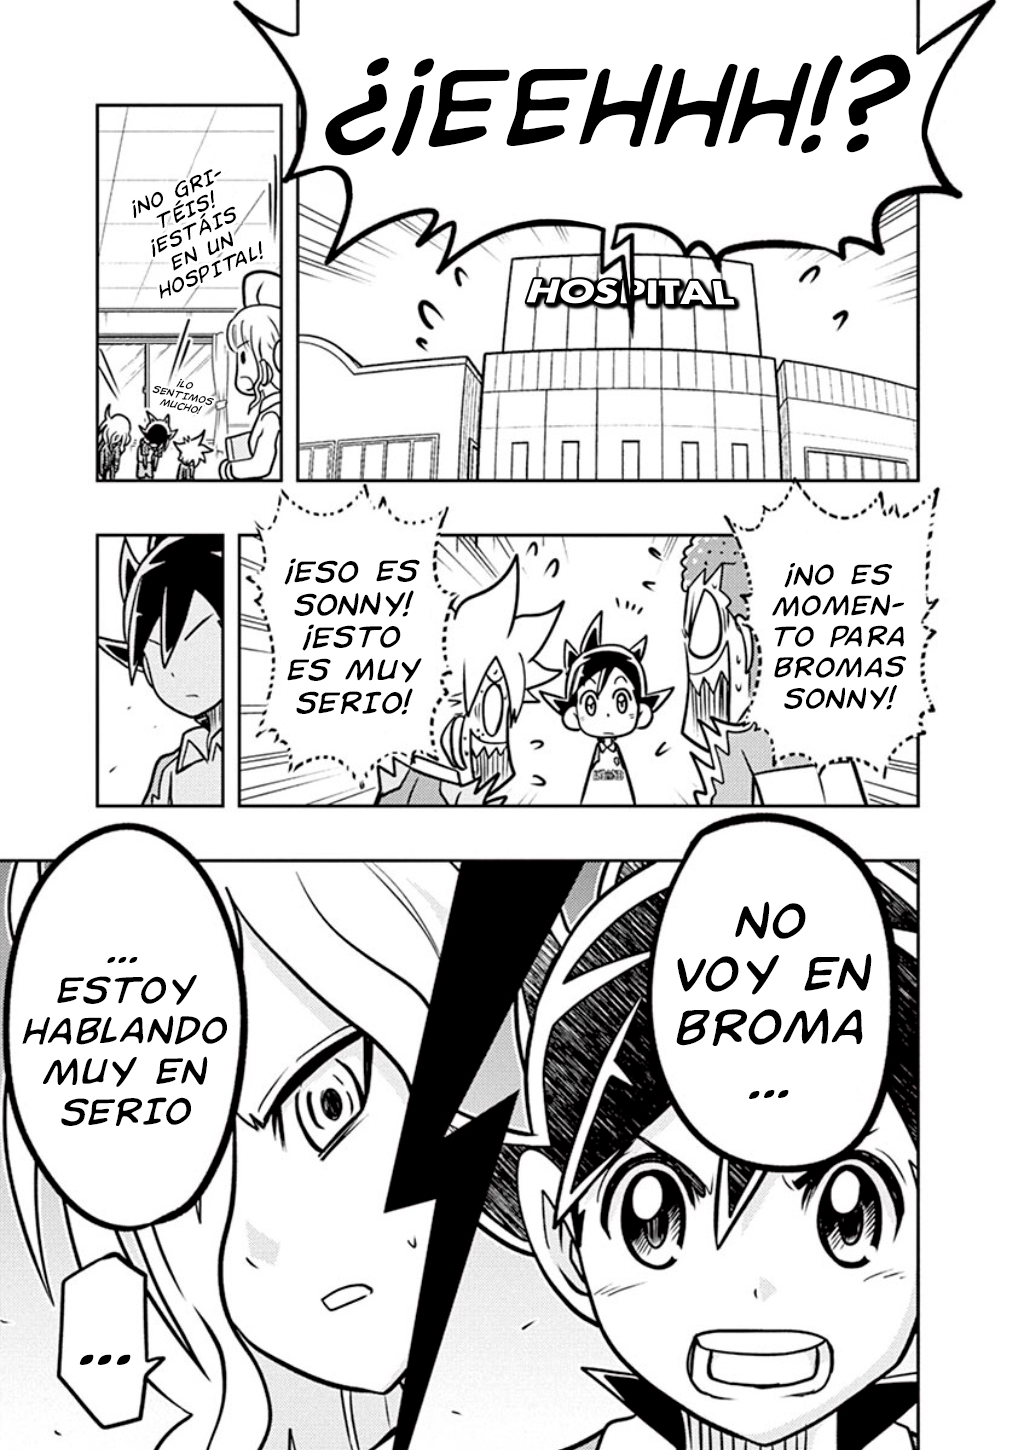 ¿¡EEHHH!?
HOSPITAL
¡NO GRI-
TÉIS!
¡ESTÁIS
EN UN
HOSPITAL!
¡LO
SENTIMOS
MUCHO!
¡NO ES
MOMEN-
TO PARA
BROMAS
SONNY!
¡ESO ES
SONNY!
¡ESTO
ES MUY
SERIO!
NO
VOY EN
BROMA
...
...
ESTOY
HABLANDO
MUY EN
SERIO
...